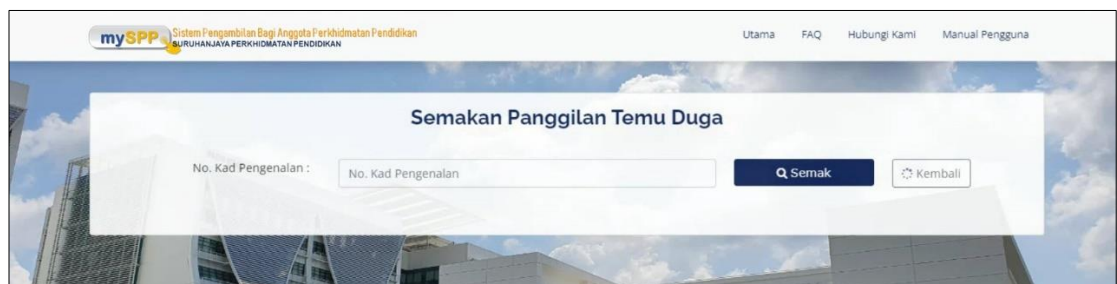 mySPP Sistem Pengambilan Bagi Anggota Perkhidmatan Pendidikan
SURUHANJAYA PERKHIDMATAN PENDIDIKAN
Utama FAQ Hubungi Kami Manual Pengguna
Semakan Panggilan Temu Duga
No. Kad Pengenalan : No. Kad Pengenalan Semak Kembali